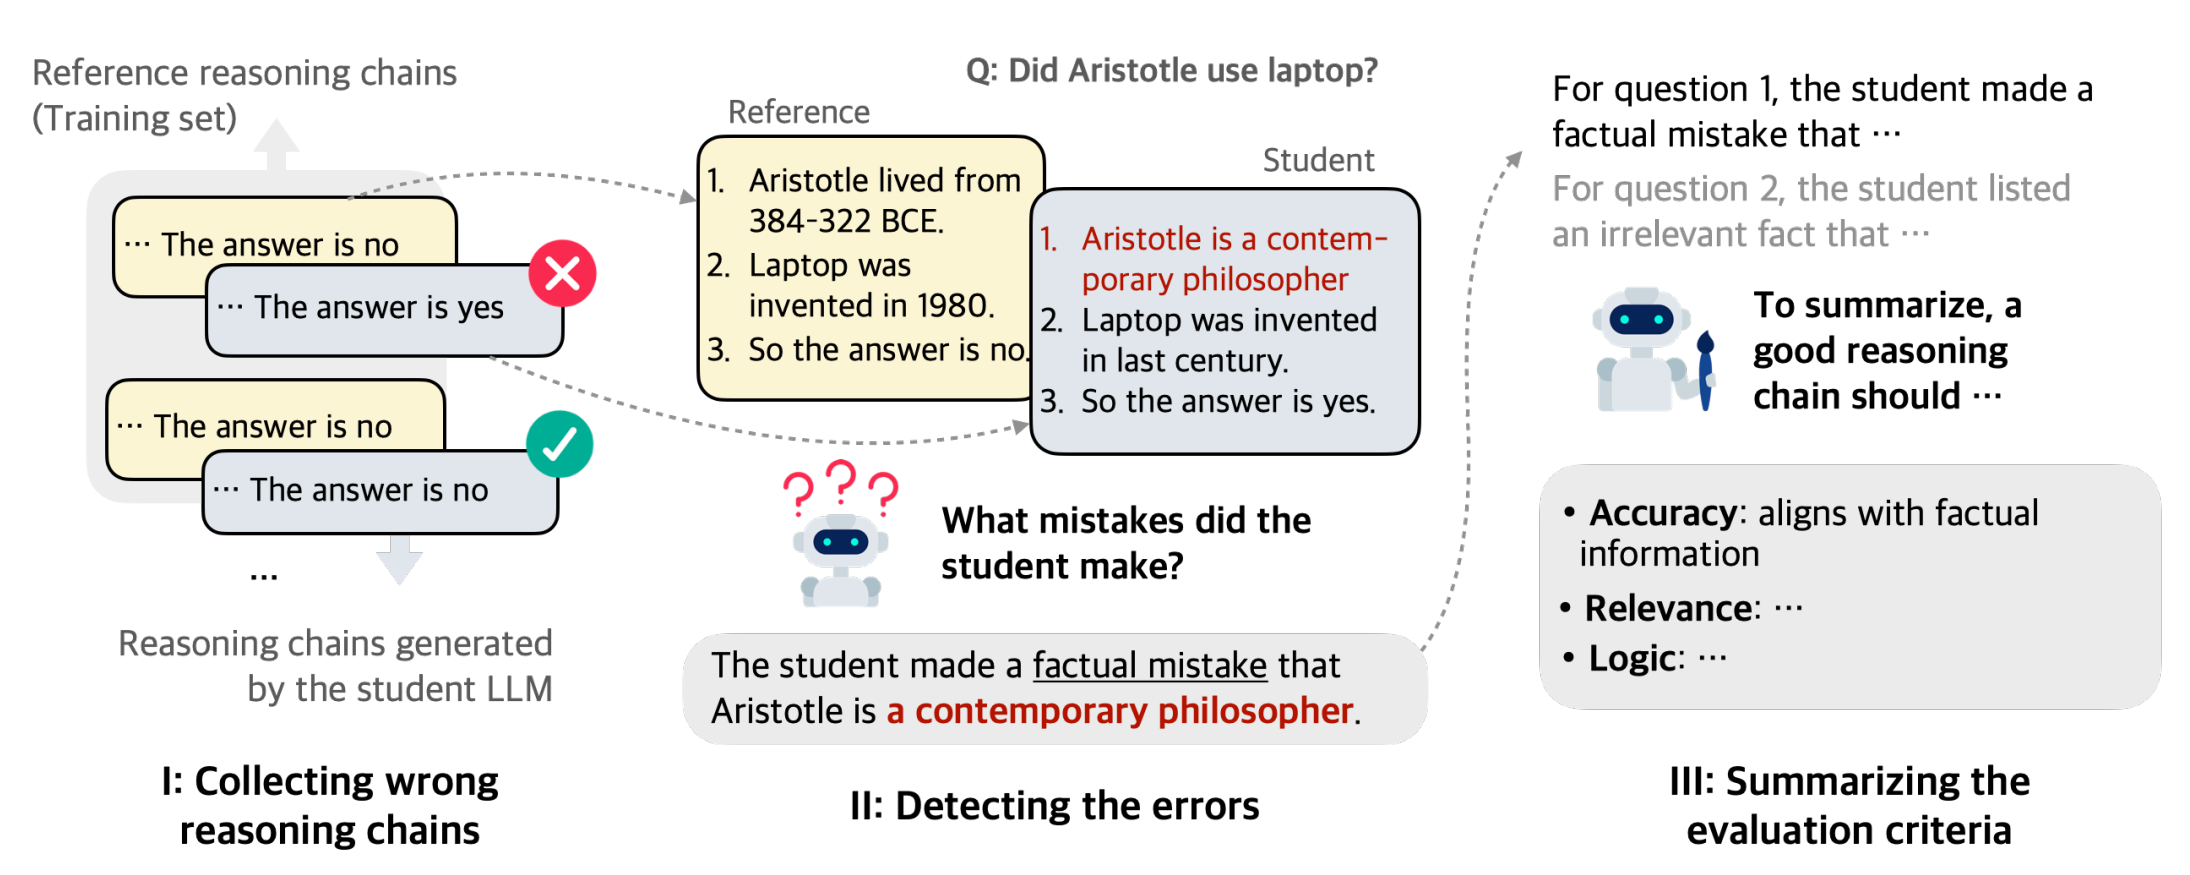 Reference reasoning chains
(Training set)
··· The answer is no
··· The answer is yes
··· The answer is no
··· The answer is no
...
Reasoning chains generated
by the student LLM
I: Collecting wrong
reasoning chains
Q: Did Aristotle use laptop?
Reference
1. Aristotle lived from
384-322 BCE.
2. Laptop was
invented in 1980.
3. So the answer is no.
Student
1. Aristotle is a contem-
porary philosopher
2. Laptop was invented
in last century.
3. So the answer is yes.
???
What mistakes did the
student make?
The student made a factual mistake that
Aristotle is a contemporary philosopher.
II: Detecting the errors
For question 1, the student made a
factual mistake that ···
For question 2, the student listed
an irrelevant fact that ···
To summarize, a
good reasoning
chain should ···
• Accuracy: aligns with factual
information
• Relevance: ···
• Logic: ···
III: Summarizing the
evaluation criteria